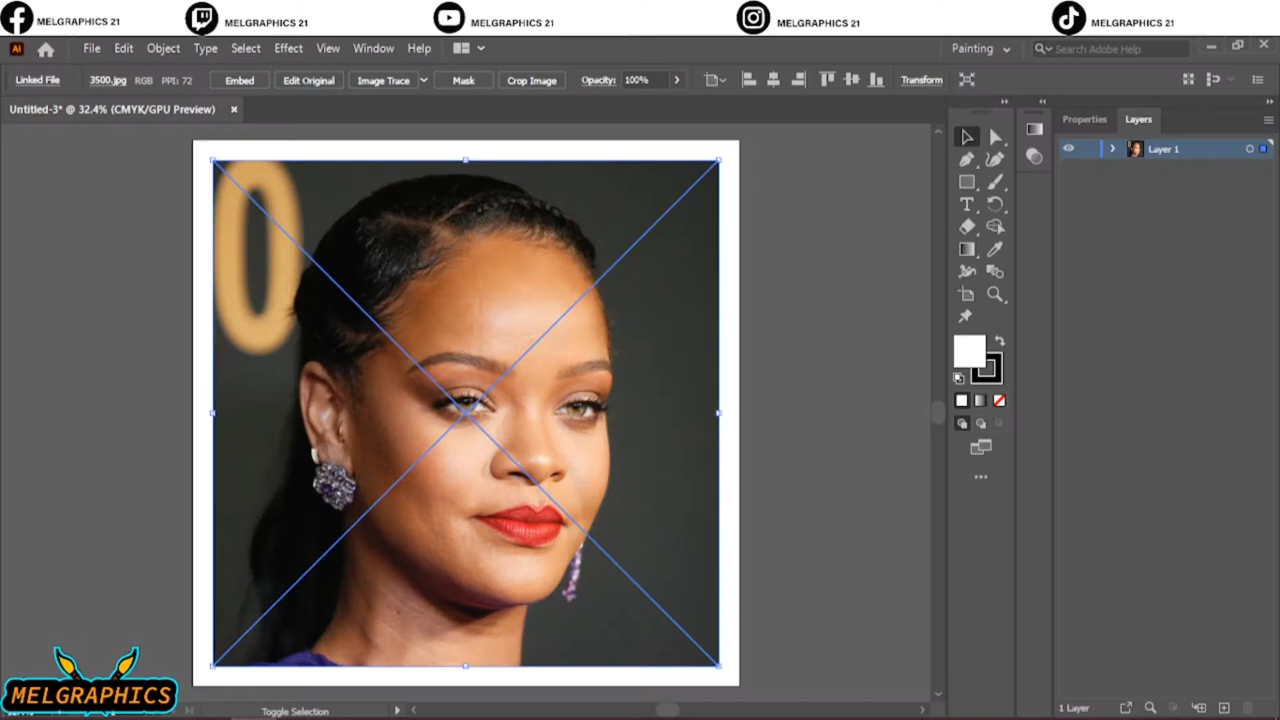 MELGRAPHICS 21
MELGRAPHICS 21
MELGRAPHICS 21
MELGRAPHICS 21
MELGRAPHICS 21
Ai
File Edit Object Type Select Effect View Window Help
Painting
Search Adobe Help
Linked File 3500.jpg RGB PPI: 72 Embed Edit Original Image Trace Mask Crop Image Opacity: 100% Transform
Untitled-3* @ 32.4% (CMYK/GPU Preview)
Properties Layers
Layer 1
O
MELGRAPHICS
Toggle Selection
1 Layer